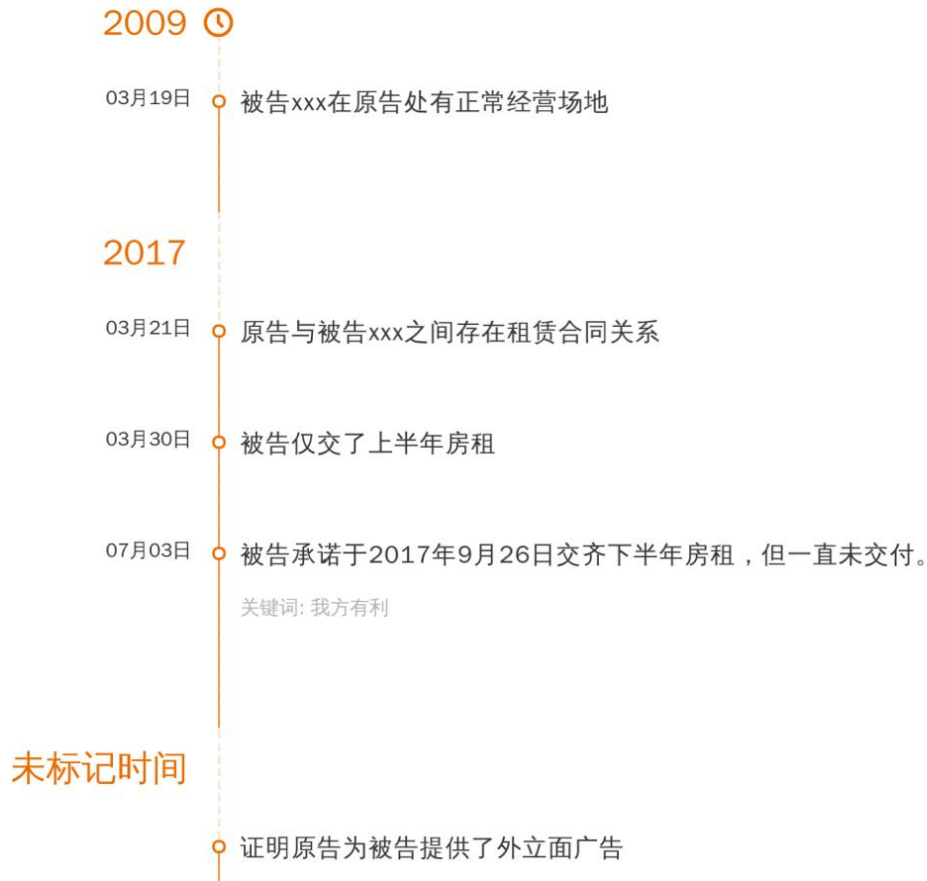 2009
03月19日 被告xxx在原告处有正常经营场地
2017
03月21日 原告与被告xxx之间存在租赁合同关系
03月30日 被告仅交了上半年房租
07月03日 被告承诺于2017年9月26日交齐下半年房租，但一直未交付。
关键词: 我方有利
未标记时间
证明原告为被告提供了外立面广告